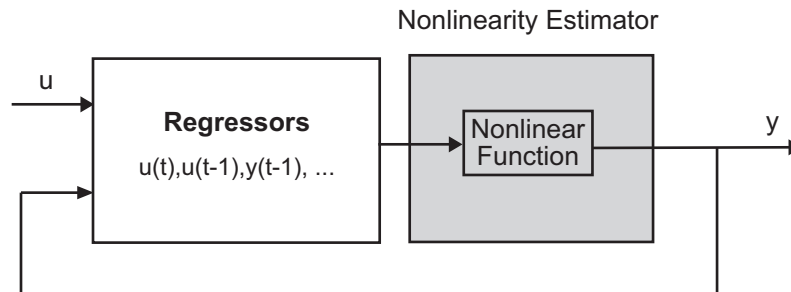 Nonlinearity Estimator
u
Regressors
u(t),u(t-1),y(t-1), ...
Nonlinear
Function
y